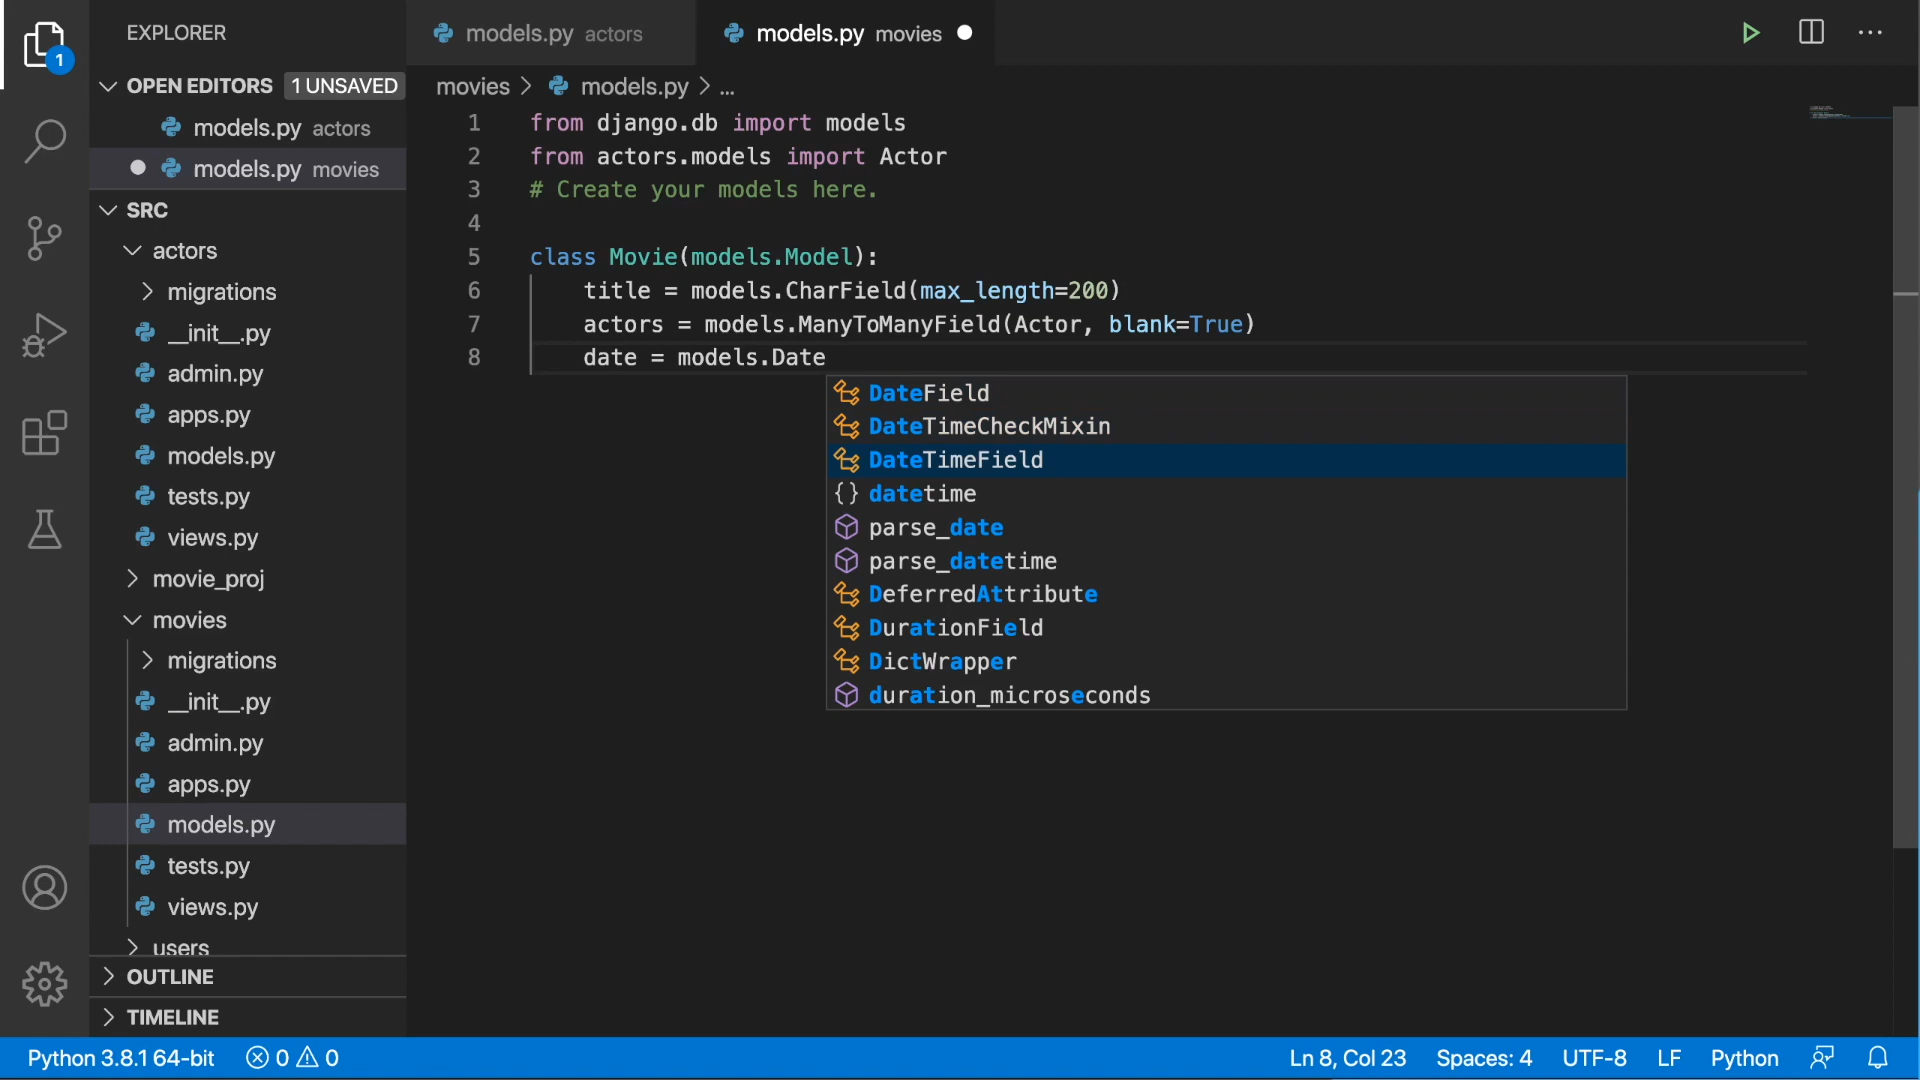 EXPLORER
1
OPEN EDITORS 1 UNSAVED
models.py actors
models.py movies
SRC
actors
migrations
__init__.py
admin.py
apps.py
models.py
tests.py
views.py
movie_proj
movies
migrations
__init__.py
admin.py
apps.py
models.py
tests.py
views.py
users
OUTLINE
TIMELINE
models.py actors
models.py movies
movies > models.py > ...
1 from django.db import models
2 from actors.models import Actor
3 # Create your models here.
4
5 class Movie(models.Model):
6 title = models.CharField(max_length=200)
7 actors = models.ManyToManyField(Actor, blank=True)
8 date = models.Date
DateField
DateTimeCheckMixin
DateTimeField
{} datetime
parse_date
parse_datetime
DeferredAttribute
DurationField
DictWrapper
duration_microseconds
Python 3.8.1 64-bit 0 0 Ln 8, Col 23 Spaces: 4 UTF-8 LF Python